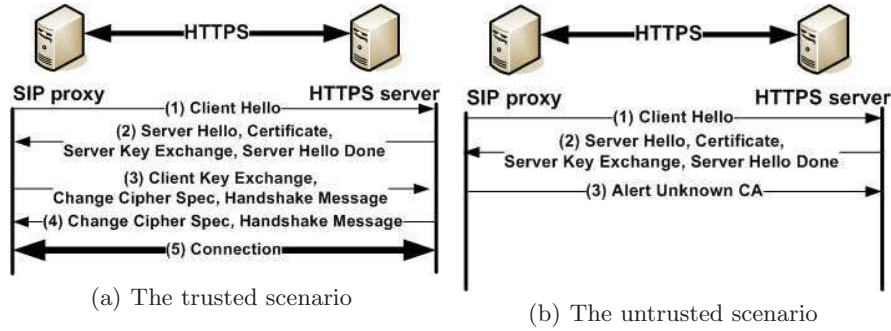 HTTPS
SIP proxy
HTTPS server
(1) Client Hello
(2) Server Hello, Certificate,
Server Key Exchange, Server Hello Done
(3) Client Key Exchange,
Change Cipher Spec, Handshake Message
(4) Change Cipher Spec, Handshake Message
(5) Connection
(a) The trusted scenario
HTTPS
SIP proxy
HTTPS server
(1) Client Hello
(2) Server Hello, Certificate,
Server Key Exchange, Server Hello Done
(3) Alert Unknown CA
(b) The untrusted scenario